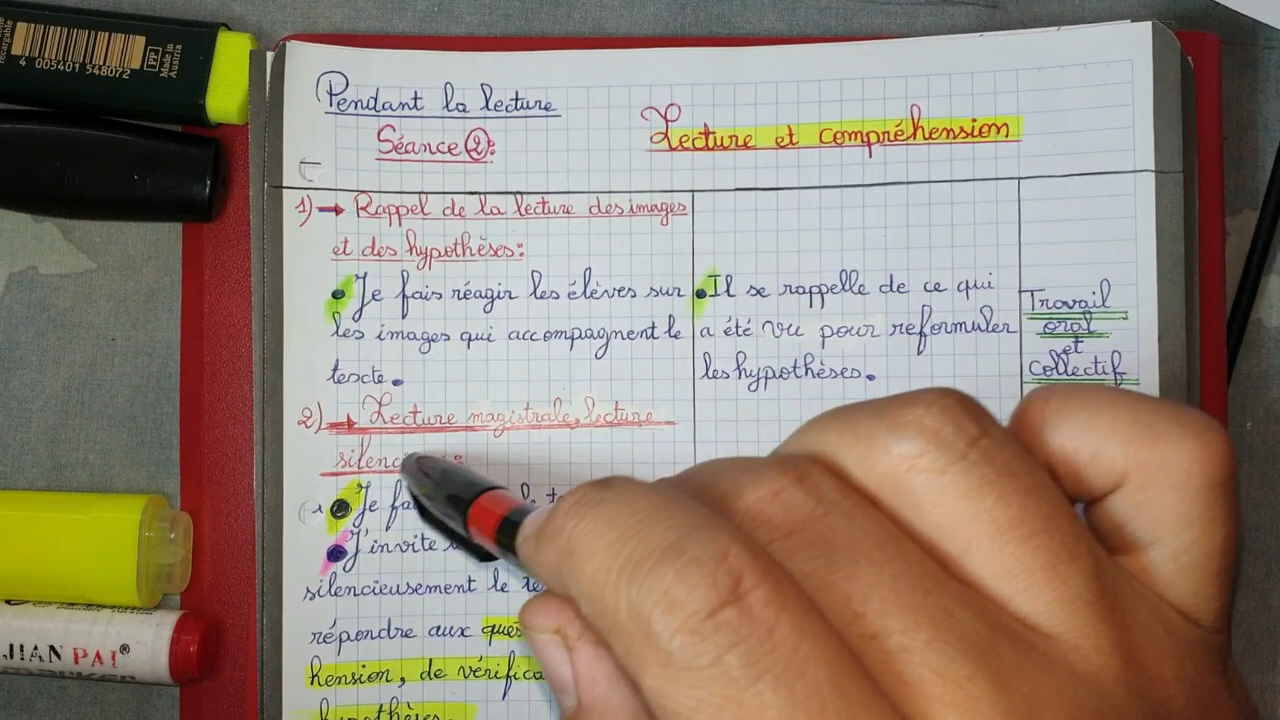 Pendant la lecture
Séance 2:
Lecture et compréhension
1) → Rappel de la lecture des images
et des hypothèses:
• Je fais réagir les élèves sur
les images qui accompagnent le
texte.
• Il se rappelle de ce qui
a été vu pour reformuler
les hypothèses.
Travail
oral
et
collectif
2) → Lecture magistrale, lecture
• Je
• J'invite
silencieusement le
répondre aux
hension, de
hypothèses.
4 005401 548072
PP
Made in
Austria
JIAN PAI®